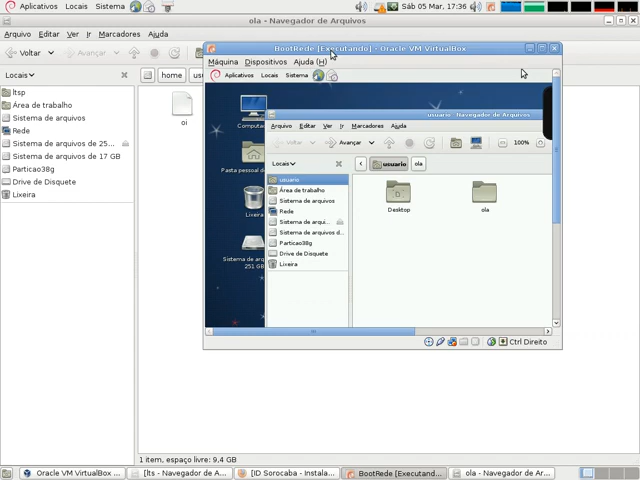 Aplicativos Locais Sistema Sáb 05 Mar, 17:36
ola - Navegador de Arquivos
Arquivo Editar Ver Ir Marcadores Ajuda
Voltar Avançar
Locais
home
ltsp
Área de trabalho
Sistema de arquivos
Rede
Sistema de arquivos de 25...
Sistema de arquivos de 17 GB
Particao38g
Drive de Disquete
Lixeira
oi
BootRede [Executando] - Oracle VM VirtualBox
Máquina Dispositivos Ajuda (H)
Aplicativos Locais Sistema
Computad
Pasta pessoal d
Lixeira
Sistema de arq
251 GB
usuario - Navegador de Arquivos
Arquivo Editar Ver Ir Marcadores Ajuda
Voltar Avançar 100%
Locais
usuario ola
usuario
Área de trabalho
Sistema de arquivos
Rede
Sistema de arqui...
Sistema de arquivos d...
Particao38g
Drive de Disquete
Lixeira
Desktop
ola
Ctrl Direito
1 item, espaço livre: 9,4 GB
Oracle VM VirtualBox ...
[lts - Navegador de A...
[ID Sorocaba - Instala...
BootRede [Executand...
ola - Navegador de Ar...